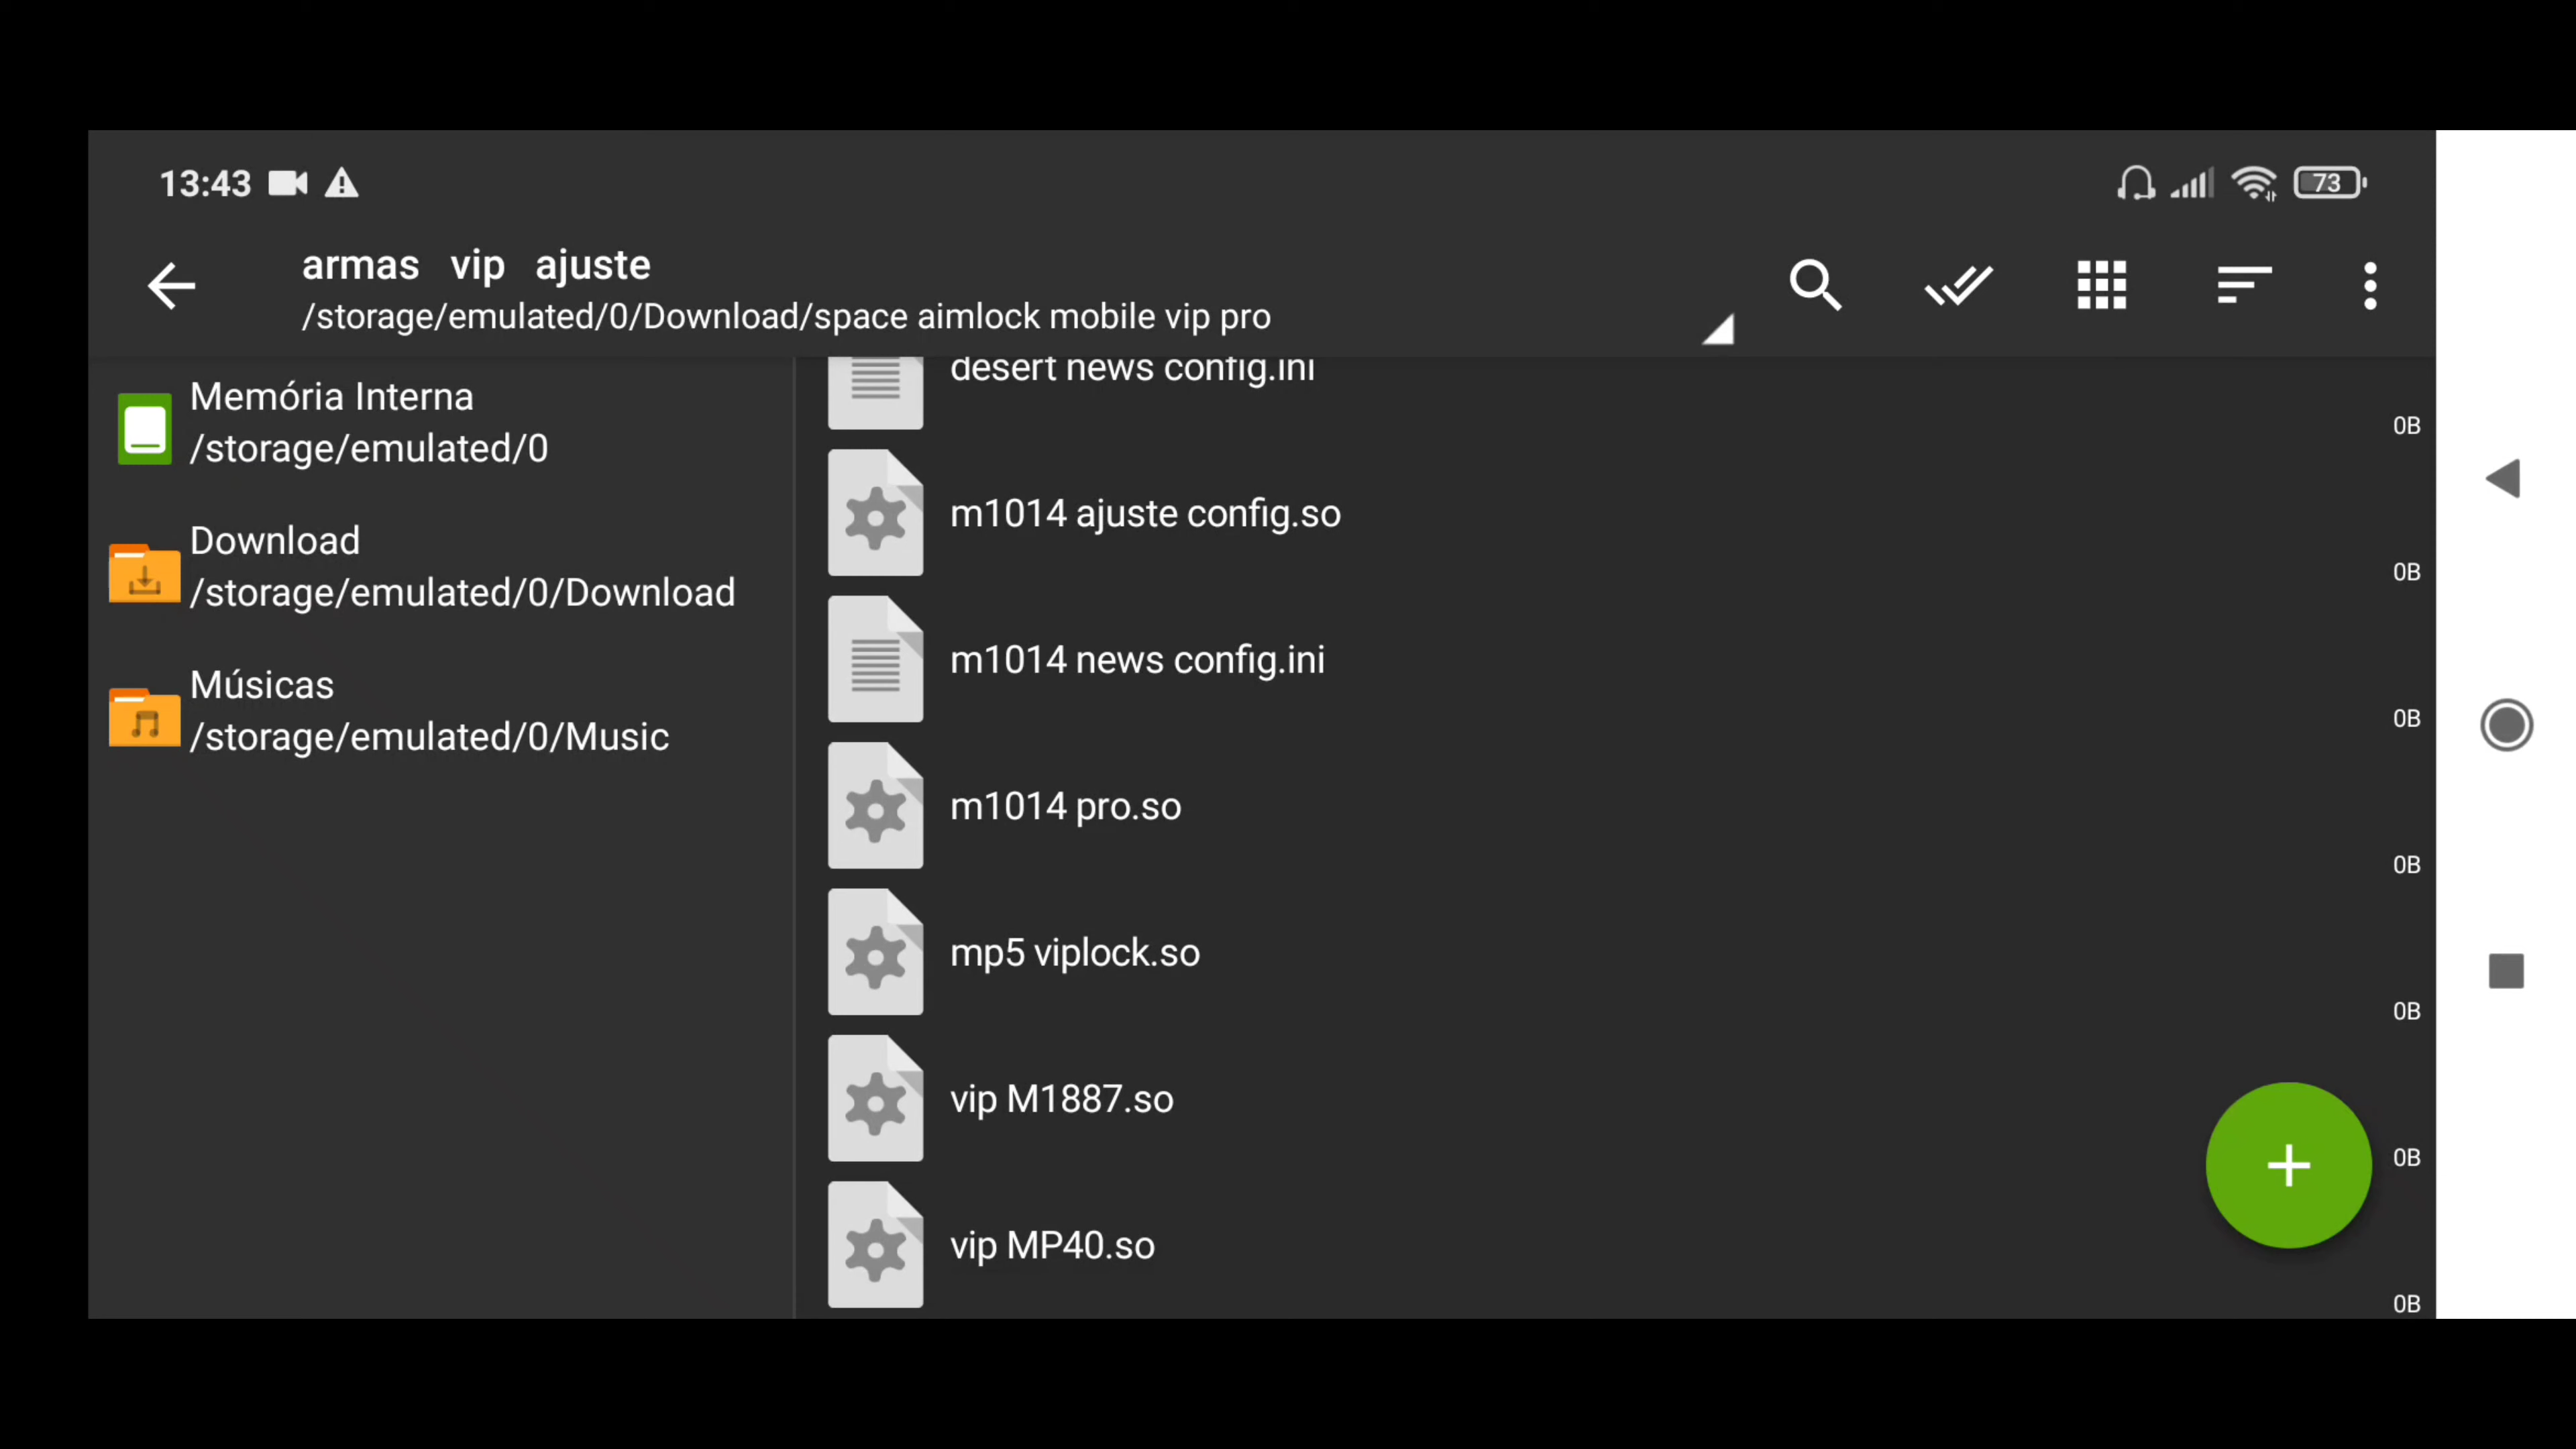 13:43
73
armas vip ajuste
/storage/emulated/0/Download/space aimlock mobile vip pro
Memória Interna
/storage/emulated/0
Download
/storage/emulated/0/Download
Músicas
/storage/emulated/0/Music
desert news config.ini
0B
m1014 ajuste config.so
0B
m1014 news config.ini
0B
m1014 pro.so
0B
mp5 viplock.so
0B
vip M1887.so
0B
vip MP40.so
0B